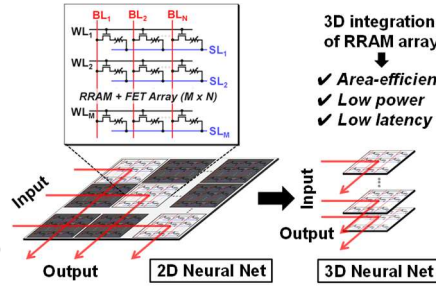 BL1 BL2 BLN
WL1
SL1
WL2
SL2
RRAM + FET Array (M x N)
WLM
SLM
3D integration
of RRAM array
✔ Area-efficient
✔ Low power
✔ Low latency
Input
Output
2D Neural Net
Input
Output
3D Neural Net